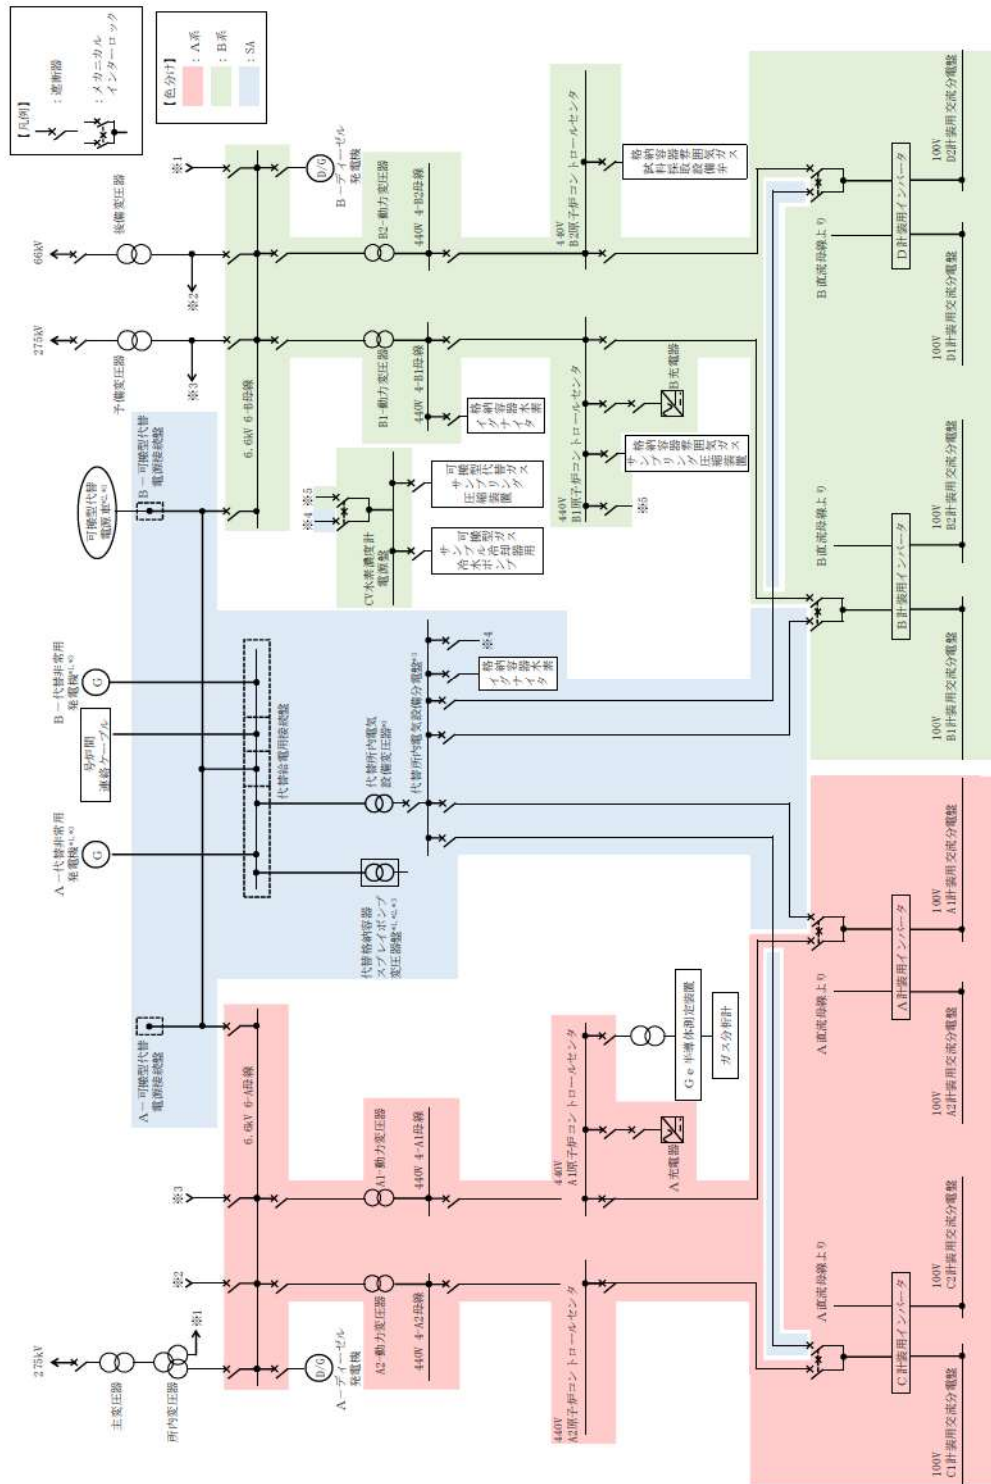 【凡例】
：遮断器
：メカニカル
インターロック
【色分け】
：A系
：B系
：SA
275kV
主変圧器
所内変圧器
※1
※2
※3
A－可搬型代替
電源接続盤
A－代替非常用
発電機*1,*3
号炉間
連絡ケーブル
B－代替非常用
発電機*1,*3
可搬型代替
電源車*2,*3
B－可搬型代替
電源接続盤
275kV
予備変圧器
※3
66kV
後備変圧器
※2
※1
6.6kV 6-A母線
代替給電用接続盤
6.6kV 6-B母線
D/G
A－ディーゼル
発電機
D/G
B－ディーゼル
発電機
G
G
A2-動力変圧器
440V 4-A2母線
A1-動力変圧器
440V 4-A1母線
代替格納容器
スプレイポンプ
変圧器盤*1,*2,*3
代替所内電気
設備変圧器*3
代替所内電気設備分電盤*3
格納容器水素
イグナイタ
※4
※4
※5
CV水素濃度計
電源盤
可搬型ガス
サンプル冷却器用
冷却ポンプ
可搬型代替ガス
サンプリング
圧縮装置
B1-動力変圧器
440V 4-B1母線
格納容器水素
イグナイタ
B2-動力変圧器
440V 4-B2母線
440V
A2原子炉コントロールセンタ
440V
A1原子炉コントロールセンタ
A充電器
Ge半導体測定装置
ガス分析計
440V
B1原子炉コントロールセンタ
※5
格納容器雰囲気ガス
サンプリング圧縮装置
B充電器
440V
B2原子炉コントロールセンタ
格納容器雰囲気ガス
試料採取設備弁
A直流母線より
C計装用インバータ
100V
C1計装用交流分電盤
100V
C2計装用交流分電盤
A直流母線より
A計装用インバータ
100V
A2計装用交流分電盤
100V
A1計装用交流分電盤
B直流母線より
B計装用インバータ
100V
B1計装用交流分電盤
100V
B2計装用交流分電盤
B直流母線より
D計装用インバータ
100V
D1計装用交流分電盤
100V
D2計装用交流分電盤